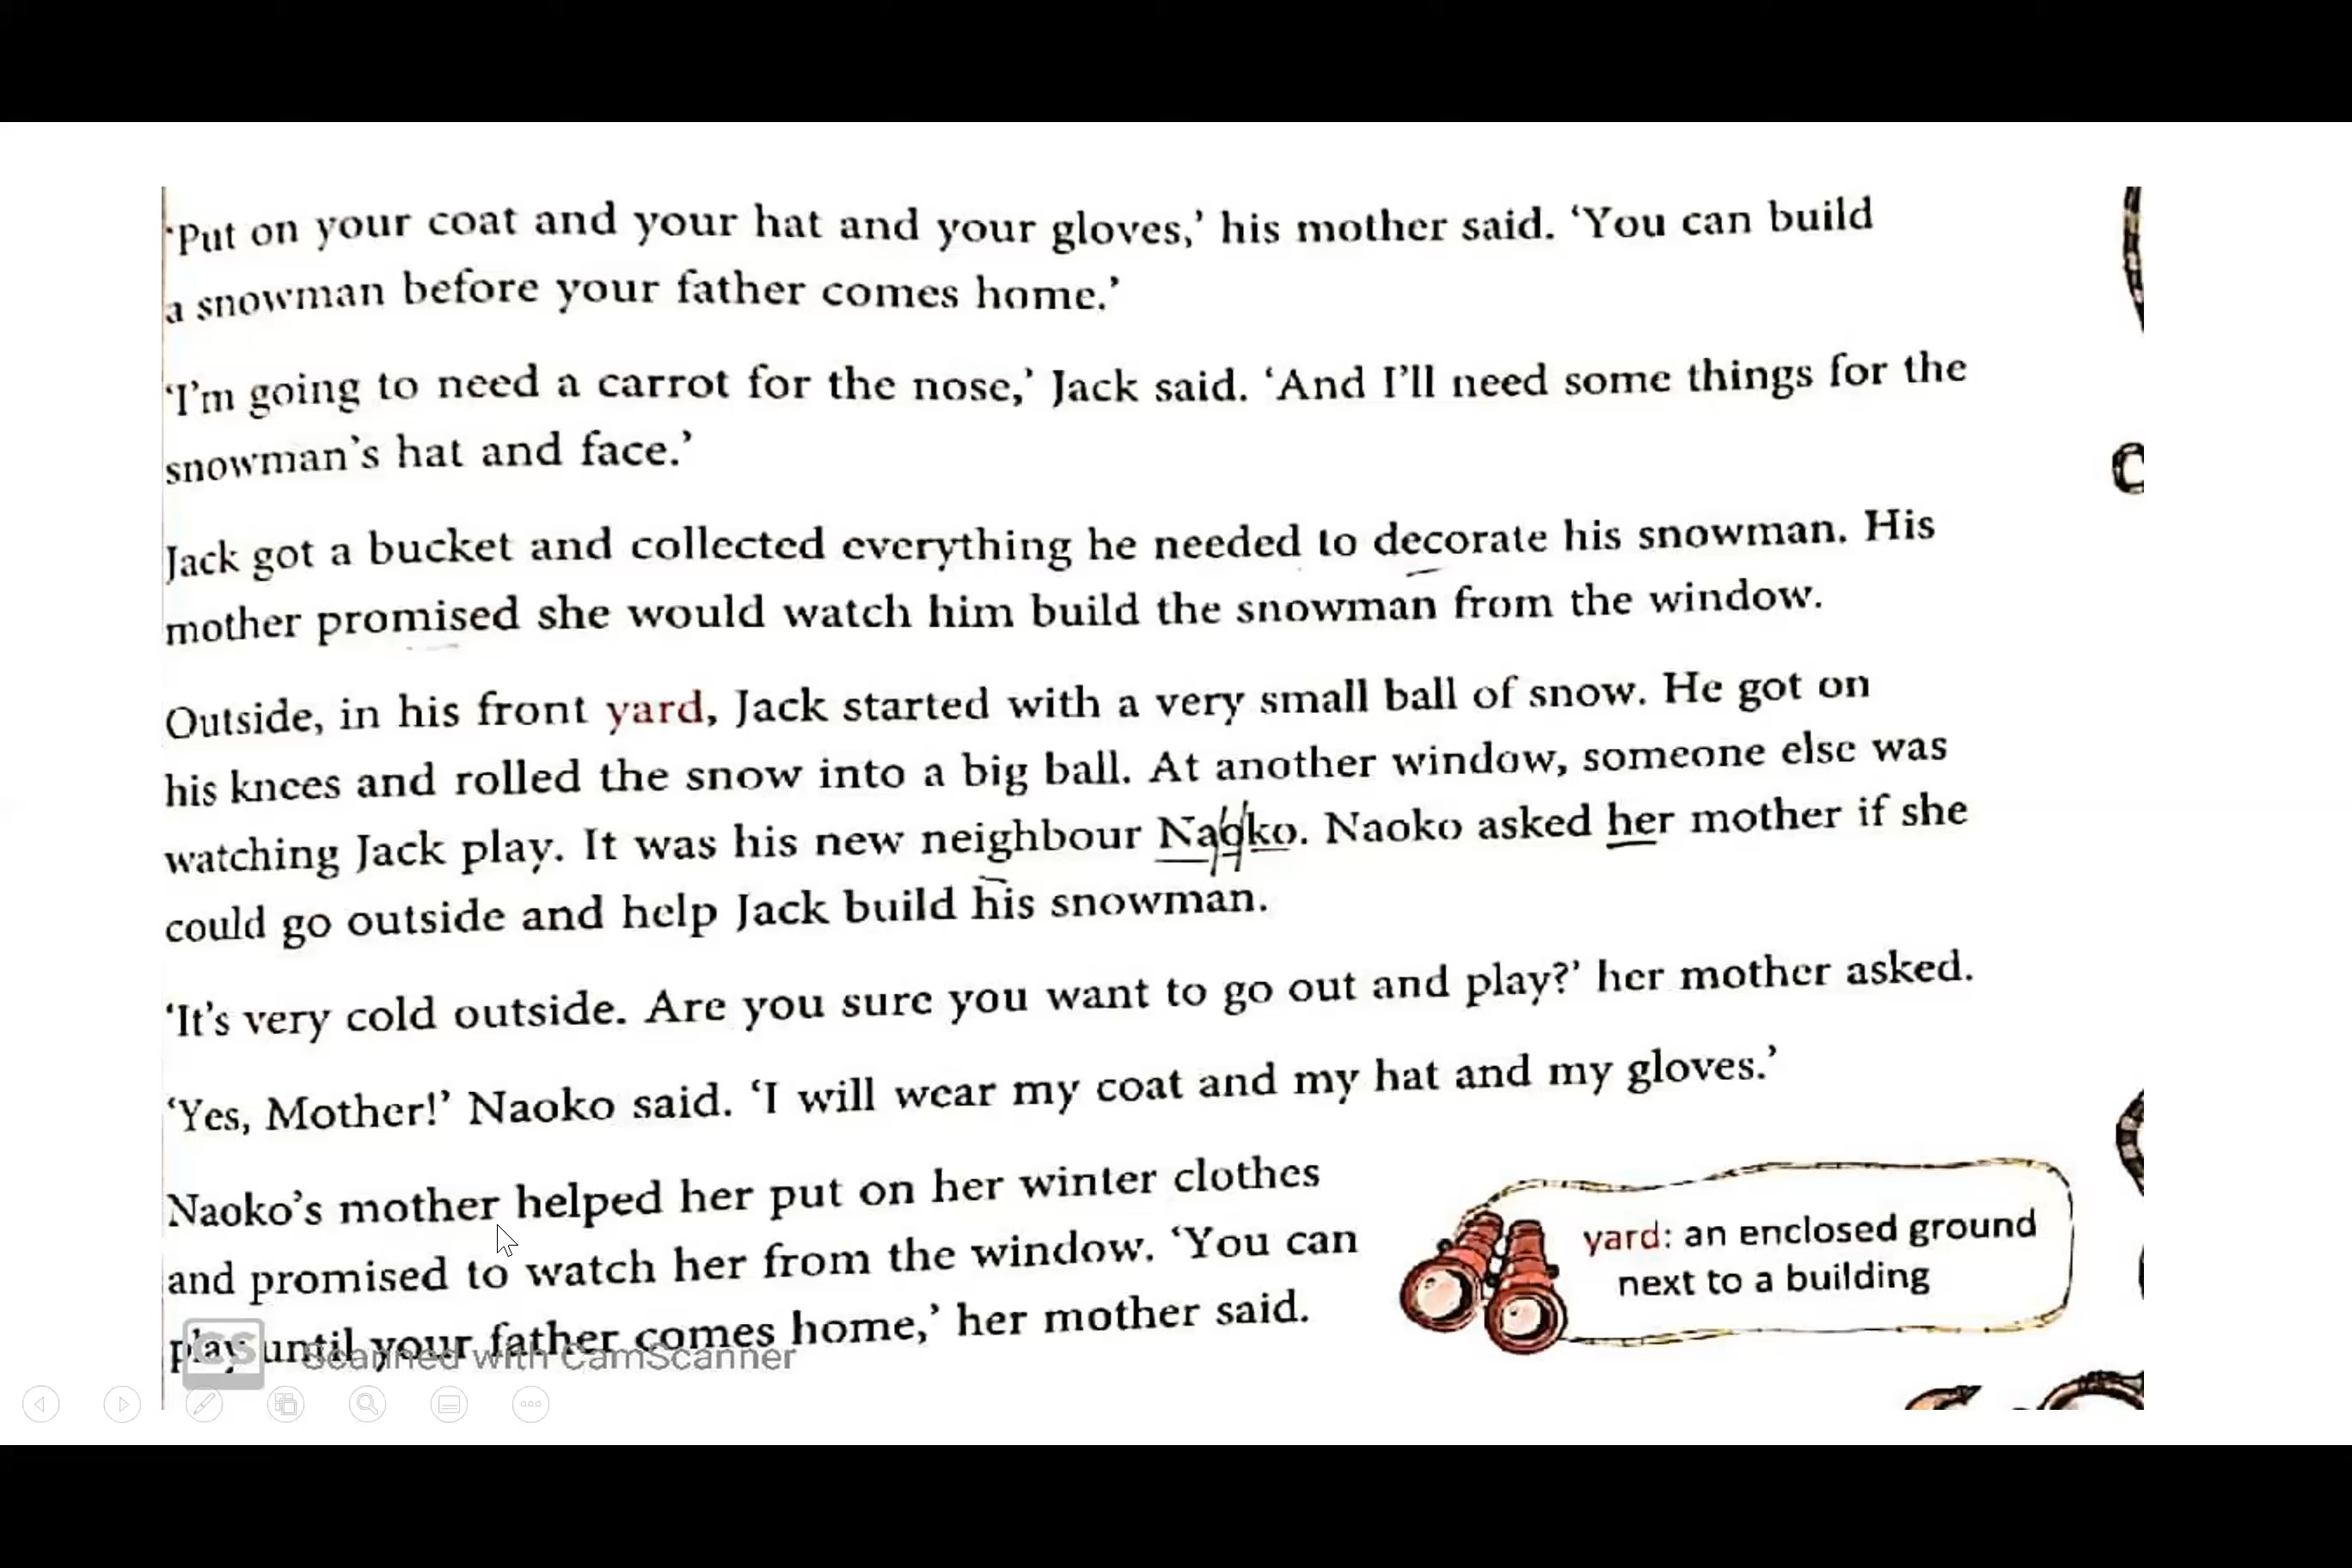 ‘Put on your coat and your hat and your gloves,’ his mother said. ‘You can build
a snowman before your father comes home.’
‘I’m going to need a carrot for the nose,’ Jack said. ‘And I’ll need some things for the
snowman’s hat and face.’
Jack got a bucket and collected everything he needed to decorate his snowman. His
mother promised she would watch him build the snowman from the window.
Outside, in his front yard, Jack started with a very small ball of snow. He got on
his knees and rolled the snow into a big ball. At another window, someone else was
watching Jack play. It was his new neighbour Naoko. Naoko asked her mother if she
could go outside and help Jack build his snowman.
‘It’s very cold outside. Are you sure you want to go out and play?’ her mother asked.
‘Yes, Mother!’ Naoko said. ‘I will wear my coat and my hat and my gloves.’
Naoko’s mother helped her put on her winter clothes
and promised to watch her from the window. ‘You can
play until your father comes home,’ her mother said.
yard: an enclosed ground
next to a building
CS Scanned with CamScanner